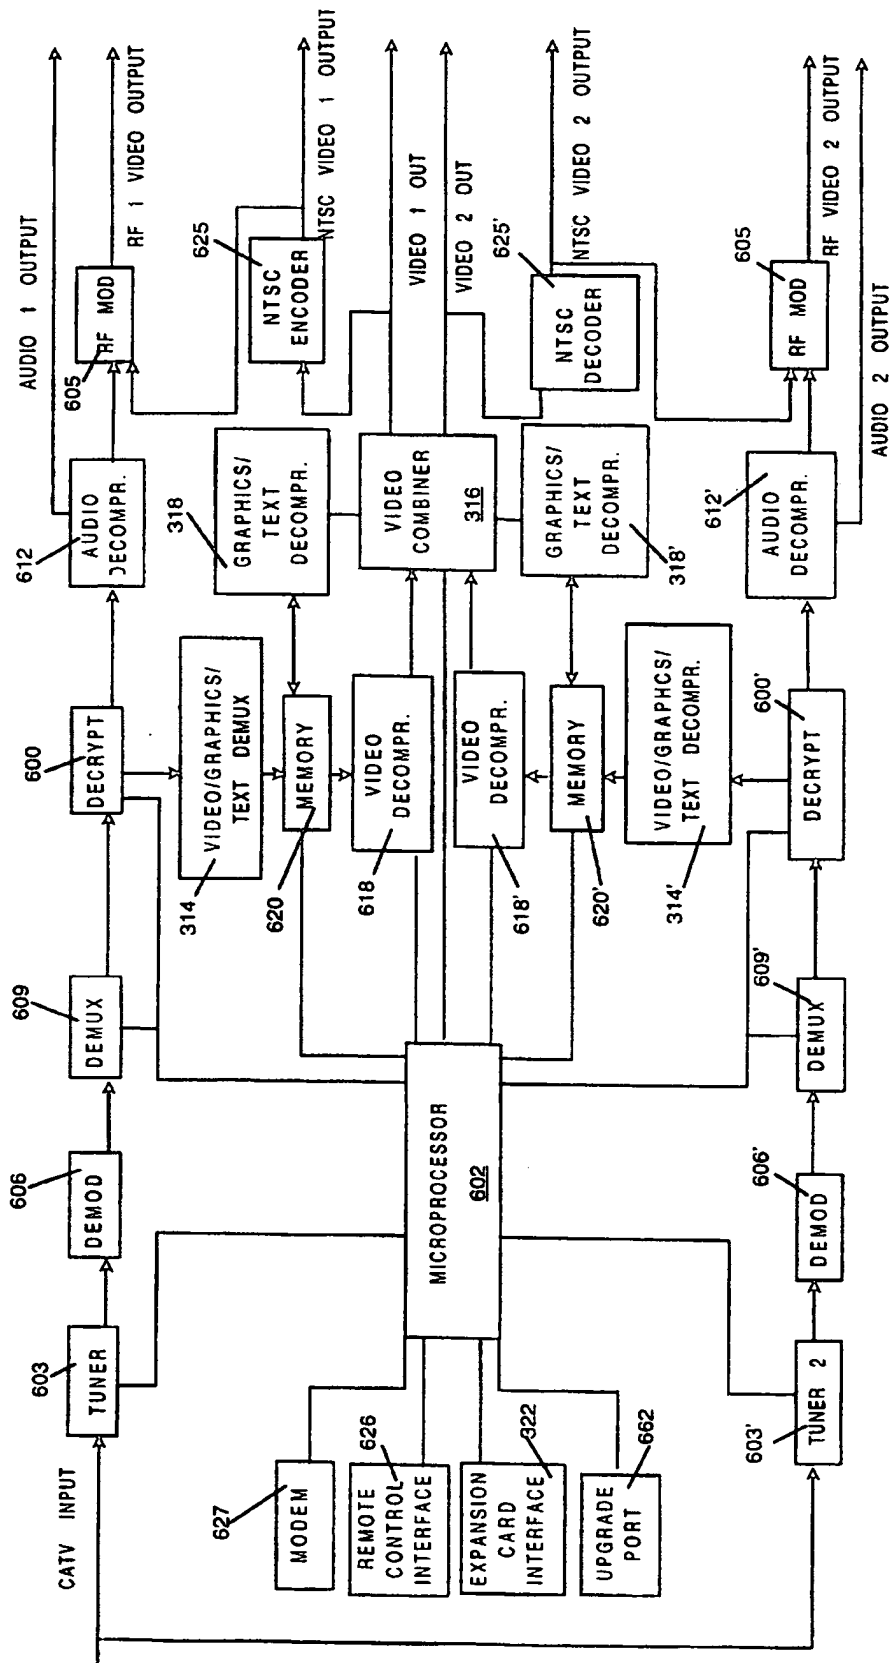 CATV INPUT
603
TUNER
606
DEMOD
609
DEMUX
600
DECRYPT
612
AUDIO
DECOMPR.
605
RF MOD
AUDIO 1 OUTPUT
RF 1 VIDEO OUTPUT
314
VIDEO/GRAPHICS/
TEXT DEMUX
318
GRAPHICS/
TEXT
DECOMPR.
625
NTSC
ENCODER
NTSC VIDEO 1 OUTPUT
620
MEMORY
618
VIDEO
DECOMPR.
VIDEO
COMBINER
316
VIDEO 1 OUT
VIDEO 2 OUT
627
MODEM
626
REMOTE
CONTROL
INTERFACE
322
EXPANSION
CARD
INTERFACE
662
UPGRADE
PORT
MICROPROCESSOR
602
618'
VIDEO
DECOMPR.
620'
MEMORY
318'
GRAPHICS/
TEXT
DECOMPR.
625'
NTSC
DECODER
NTSC VIDEO 2 OUTPUT
314'
VIDEO/GRAPHCS/
TEXT DECOMPR.
603'
TUNER 2
606'
DEMOD
609'
DEMUX
600'
DECRYPT
612'
AUDIO
DECOMPR.
605
RF MOD
RF VIDEO 2 OUTPUT
AUDIO 2 OUTPUT